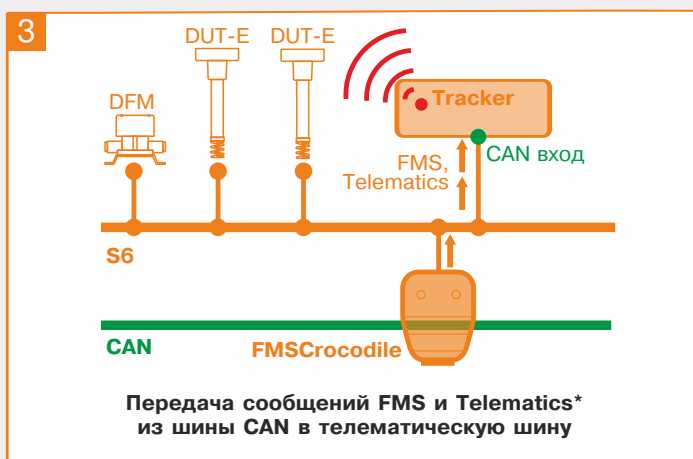 3
DUT-E DUT-E
DFM
Tracker
FMS,
Telematics
CAN вход
S6
CAN
FMSCrocodile
Передача сообщений FMS и Telematics*
из шины CAN в телематическую шину